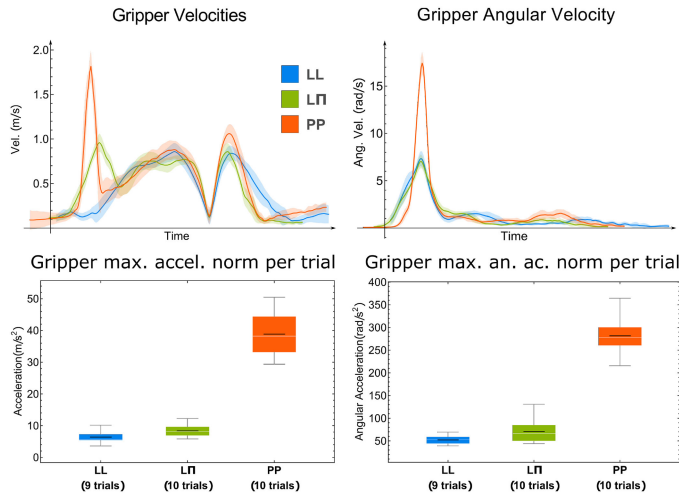 Gripper Velocities
Gripper Angular Velocity
2.0
1.5
1.0
0.5
Vel. (m/s)
Time
LL
LΠ
PP
15
10
5
Ang. Vel. (rad/s)
Time
Gripper max. accel. norm per trial
Gripper max. an. ac. norm per trial
50
40
30
20
10
0
Acceleration(m/s²)
LL
LΠ
PP
(9 trials)
(10 trials)
(10 trials)
400
350
300
250
200
150
100
50
Angular Acceleration(rad/s²)
LL
LΠ
PP
(9 trials)
(10 trials)
(10 trials)